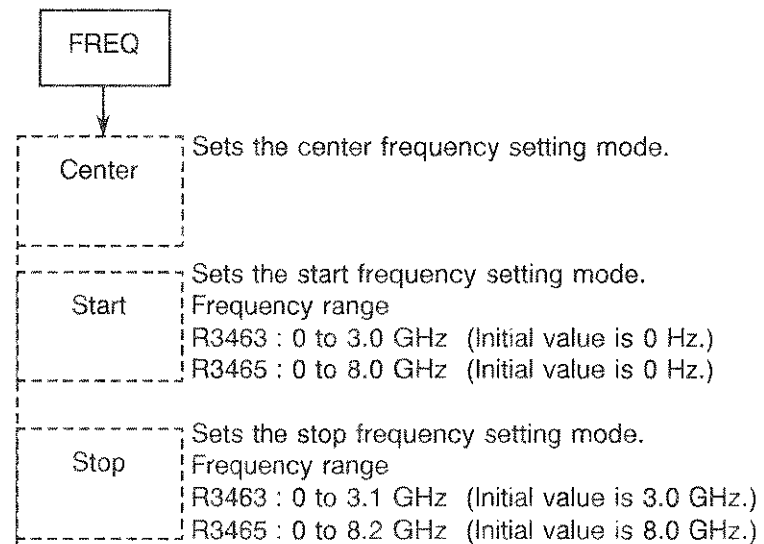 FREQ
Center
Sets the center frequency setting mode.
Start
Sets the start frequency setting mode.
Frequency range
R3463 : 0 to 3.0 GHz (Initial value is 0 Hz.)
R3465 : 0 to 8.0 GHz (Initial value is 0 Hz.)
Stop
Sets the stop frequency setting mode.
Frequency range
R3463 : 0 to 3.1 GHz (Initial value is 3.0 GHz.)
R3465 : 0 to 8.2 GHz (Initial value is 8.0 GHz.)